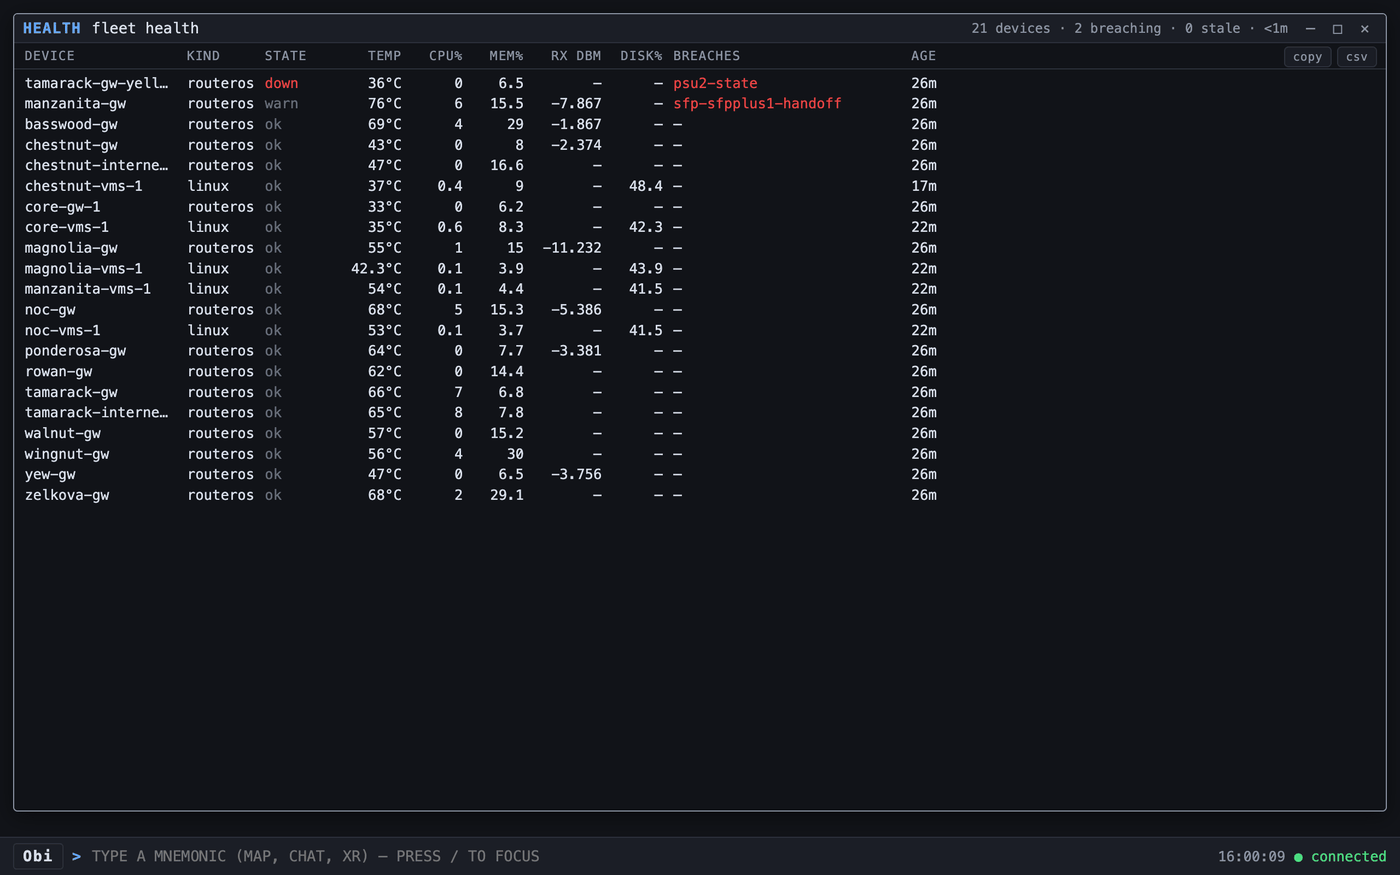 HEALTH fleet health 21 devices · 2 breaching · 0 stale · <1m — □ ×
DEVICE KIND STATE TEMP CPU% MEM% RX DBM DISK% BREACHES AGE copy csv
tamarack-gw-yell… routeros down 36°C 0 6.5 — — psu2-state 26m
manzanita-gw routeros warn 76°C 6 15.5 -7.867 — sfp-sfpplus1-handoff 26m
basswood-gw routeros ok 69°C 4 29 -1.867 — — 26m
chestnut-gw routeros ok 43°C 0 8 -2.374 — — 26m
chestnut-interne… routeros ok 47°C 0 16.6 — — — 26m
chestnut-vms-1 linux ok 37°C 0.4 9 — 48.4 — 17m
core-gw-1 routeros ok 33°C 0 6.2 — — — 26m
core-vms-1 linux ok 35°C 0.6 8.3 — 42.3 — 22m
magnolia-gw routeros ok 55°C 1 15 -11.232 — — 26m
magnolia-vms-1 linux ok 42.3°C 0.1 3.9 — 43.9 — 22m
manzanita-vms-1 linux ok 54°C 0.1 4.4 — 41.5 — 22m
noc-gw routeros ok 68°C 5 15.3 -5.386 — — 26m
noc-vms-1 linux ok 53°C 0.1 3.7 — 41.5 — 22m
ponderosa-gw routeros ok 64°C 0 7.7 -3.381 — — 26m
rowan-gw routeros ok 62°C 0 14.4 — — — 26m
tamarack-gw routeros ok 66°C 7 6.8 — — — 26m
tamarack-interne… routeros ok 65°C 8 7.8 — — — 26m
walnut-gw routeros ok 57°C 0 15.2 — — — 26m
wingnut-gw routeros ok 56°C 4 30 — — — 26m
yew-gw routeros ok 47°C 0 6.5 -3.756 — — 26m
zelkova-gw routeros ok 68°C 2 29.1 — — — 26m
Obi > TYPE A MNEMONIC (MAP, CHAT, XR) — PRESS / TO FOCUS 16:00:09 ● connected